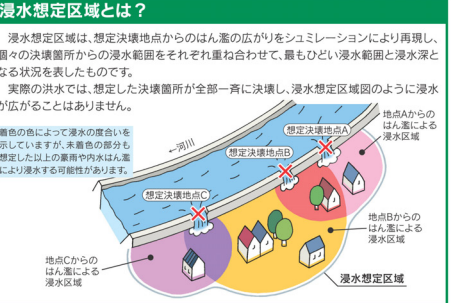 浸水想定区域とは？
浸水想定区域は、想定決壊地点からのはん濫の広がりをシュミレーションにより再現し、
個々の決壊箇所からの浸水範囲をそれぞれ重ね合わせて、最もひどい浸水範囲と浸水深と
なる状況を表したものです。
実際の洪水では、想定した決壊箇所が全部一斉に決壊し、浸水想定区域図のように浸水
が広がることはありません。
着色の色によって浸水の度合いを
示していますが、未着色の部分も
想定した以上の豪雨や内水はん濫
により浸水する可能性があります。
←河川
想定決壊地点A
想定決壊地点B
想定決壊地点C
地点Aからの
はん濫による
浸水区域
地点Bからの
はん濫による
浸水区域
地点Cからの
はん濫による
浸水区域
浸水想定区域